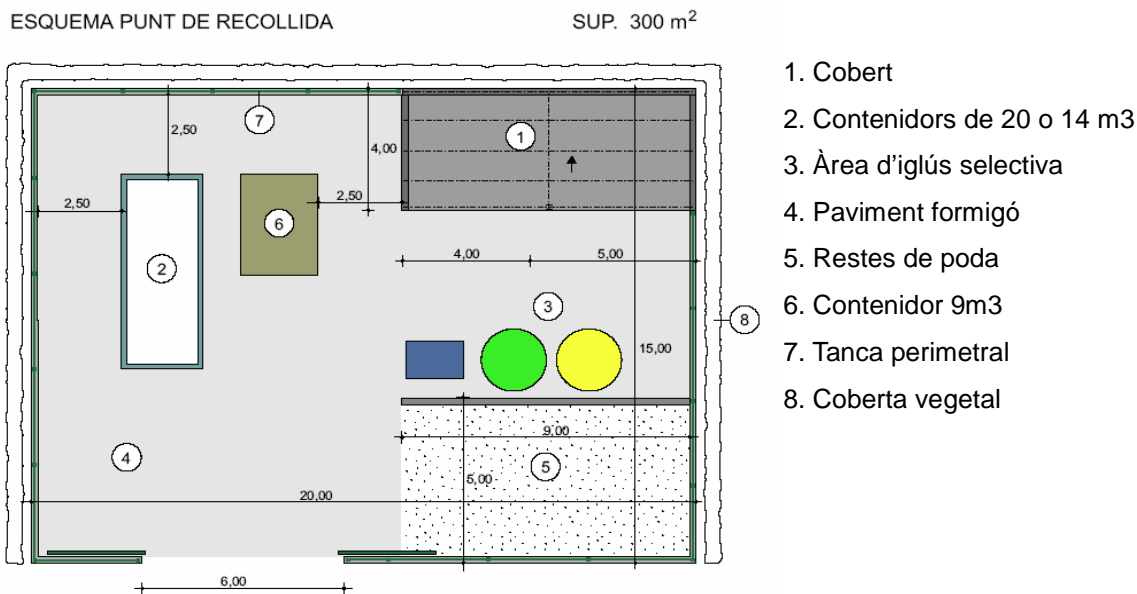 ESQUEMA PUNT DE RECOLLIDA SUP. 300 m²
1. Cobert
2. Contenidors de 20 o 14 m3
3. Àrea d'iglús selectiva
4. Paviment formigó
5. Restes de poda
6. Contenidor 9m3
7. Tanca perimetral
8. Coberta vegetal
7
2,50
1
4,00
2,50
2,50
6
2
4,00
5,00
3
8
15,00
9,00
4
5
5,00
20,00
6,00